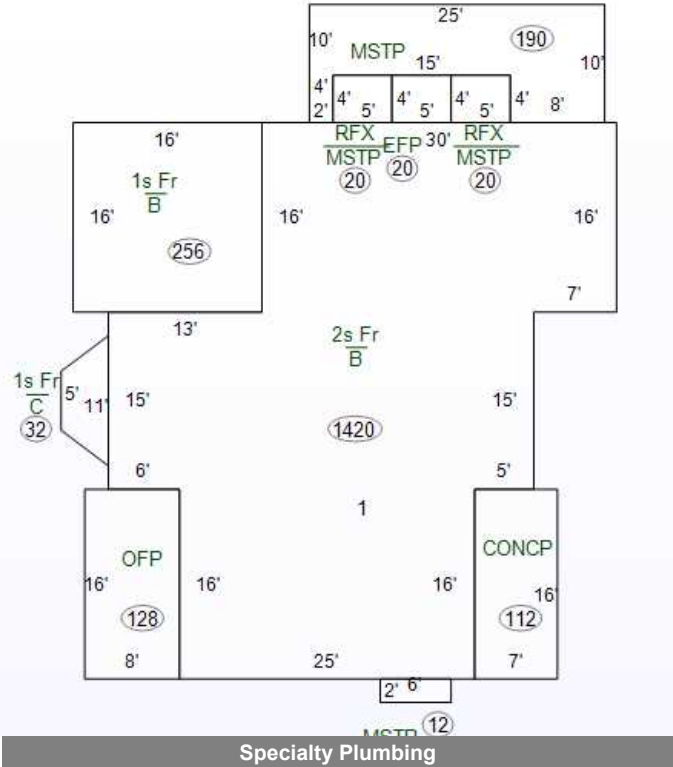 25'
10' MSTP 190
15' 10'
4'
2' 4' 5' 4' 5' 4' 5' 4' 8'
16' RFX EFP 30' RFX
MSTP 20 MSTP
20 20
1s Fr
B
16' 16' 16'
256
7'
13' 2s Fr
B
1s Fr
C
5' 11' 15' 15'
32 1420
6' 5'
1
OFP CONCP
16' 16' 16' 16'
128 112
8' 25' 7'
2' 6'
MSTP 12
Specialty Plumbing